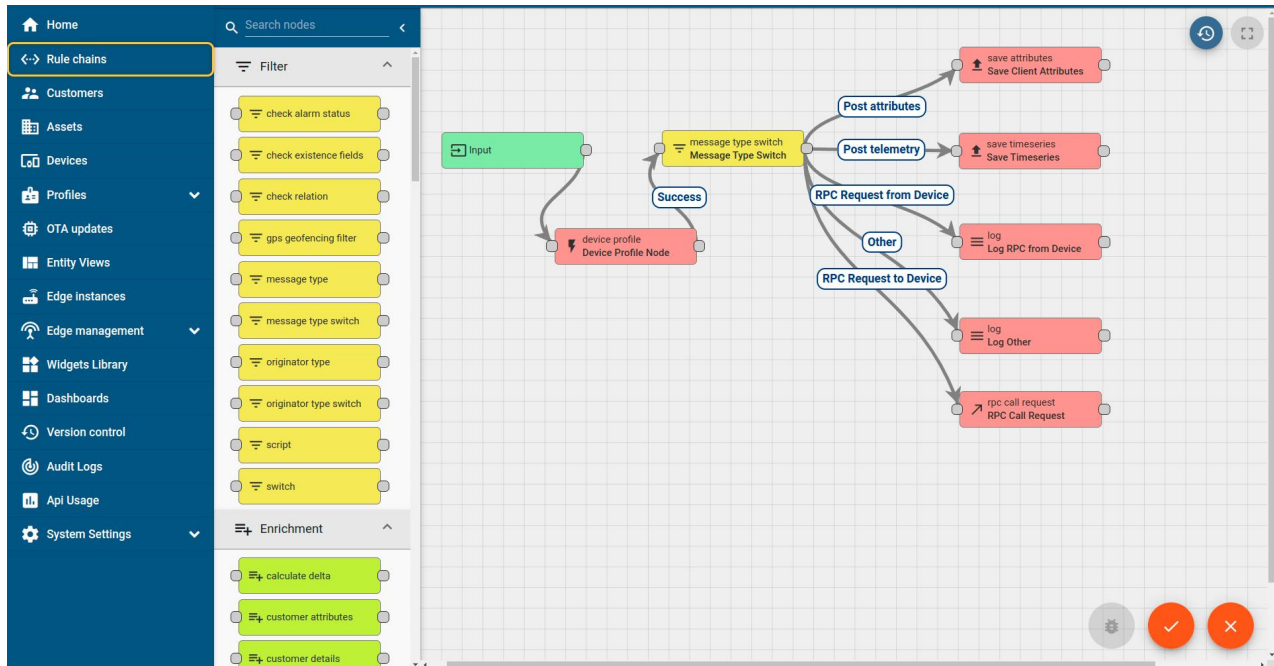 Home
Rule chains
Customers
Assets
Devices
Profiles
OTA updates
Entity Views
Edge instances
Edge management
Widgets Library
Dashboards
Version control
Audit Logs
Api Usage
System Settings
Search nodes
Filter
check alarm status
check existence fields
check relation
gps geofencing filter
message type
message type switch
originator type
originator type switch
script
switch
Enrichment
calculate delta
customer attributes
customer details
Input
device profile
Device Profile Node
Success
message type switch
Message Type Switch
Post attributes
Post telemetry
RPC Request from Device
Other
RPC Request to Device
save attributes
Save Client Attributes
save timeseries
Save Timeseries
log
Log RPC from Device
log
Log Other
rpc call request
RPC Call Request